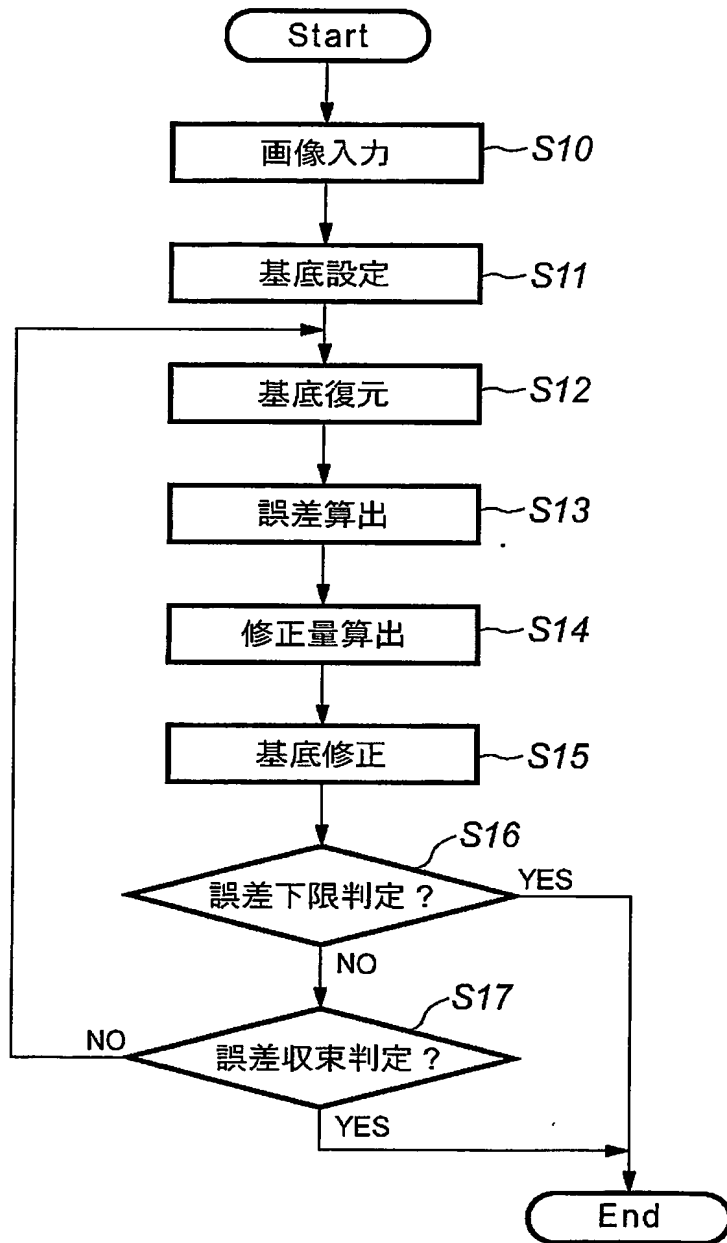 Start
画像入力
S10
基底設定
S11
基底復元
S12
誤差算出
S13
修正量算出
S14
基底修正
S15
S16
誤差下限判定？
YES
NO
S17
NO
誤差収束判定？
YES
End